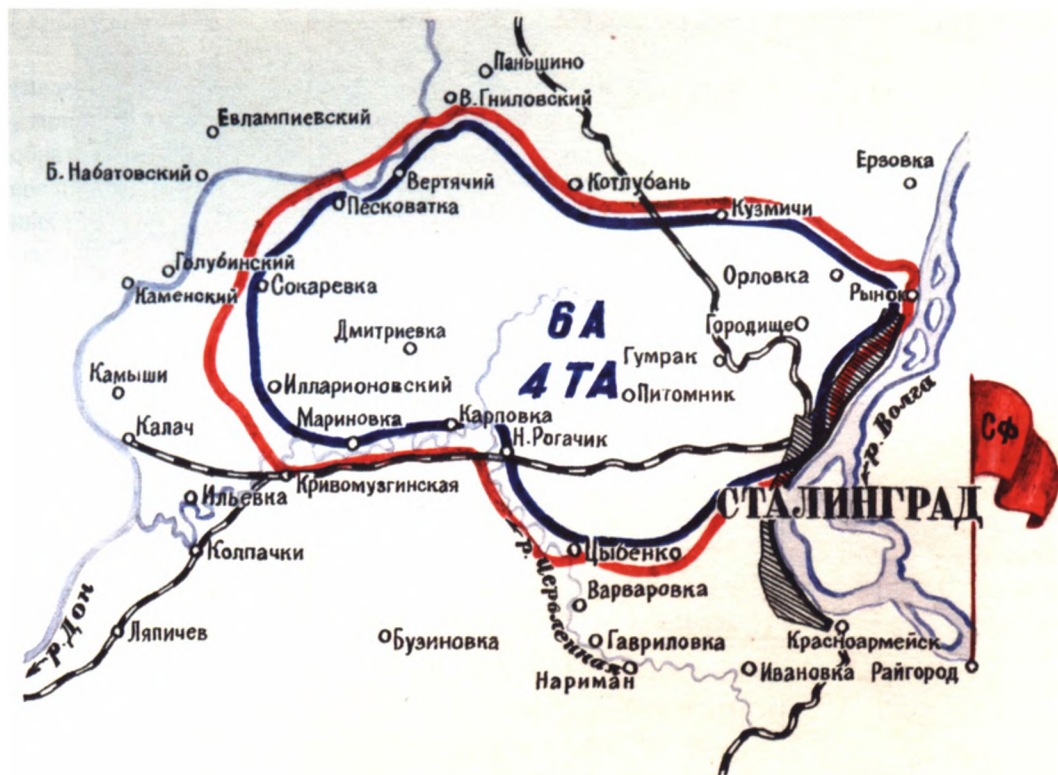 Паньшино
В. Гниловский
Евлампиевский
Ерзовка
Б. Набатовский
Вертячий
Котлубань
Песковатка
Кузмичи
Голубинский
Орловка
Каменский
Сокаревка
Рынок
6 А
Городище
Дмитриевка
Гумрак
4 ТА
Илларионовский
Питомник
Камыши
р. Волга
Мариновка
Карповка
СФ
Калач
Н. Рогачик
Кривомузгинская
Ильевка
СТАЛИНГРАД
Колпачки
Цыбенко
р. Червленная
Варваровка
р. Дон
Ляпичев
Бузиновка
Гавриловка
Красноармейск
Нариман
Ивановка
Райгород